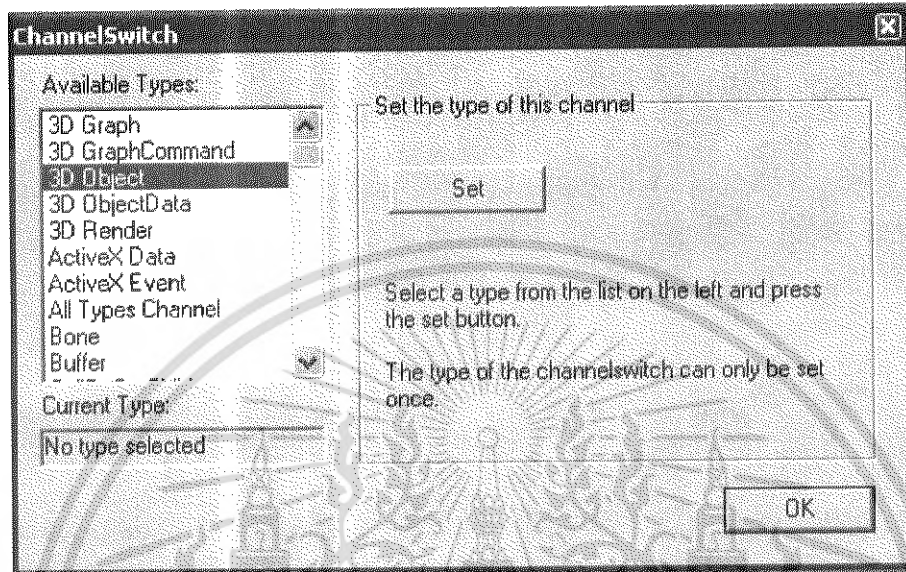 ChannelSwitch
Available Types:
3D Graph
3D GraphCommand
3D Object
3D ObjectData
3D Render
ActiveX Data
ActiveX Event
All Types Channel
Bone
Buffer
Current Type:
No type selected
Set the type of this channel
Set
Select a type from the list on the left and press
the set button.
The type of the channelswitch can only be set
once.
OK